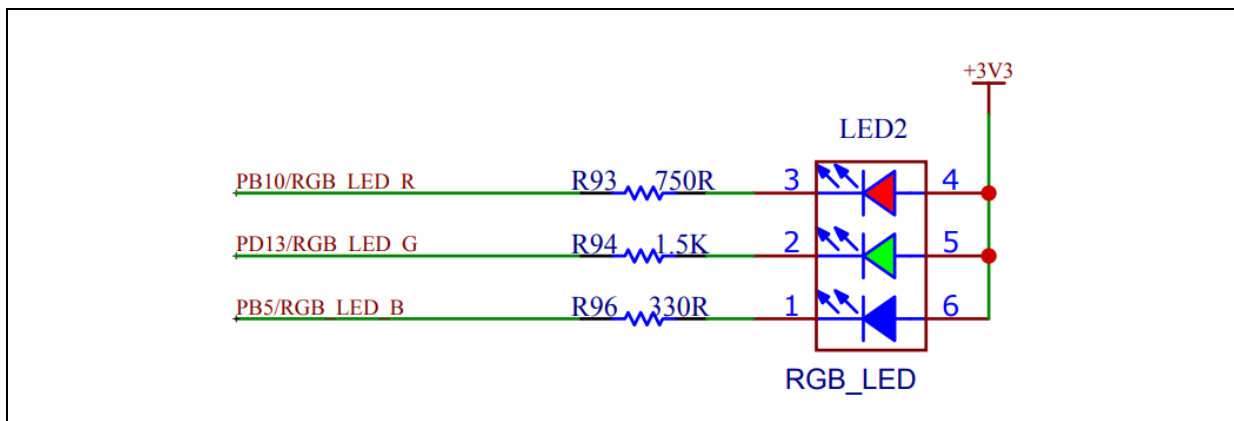 +3V3
LED2
PB10/RGB_LED_R R93 750R 3 4
PD13/RGB_LED_G R94 1.5K 2 5
PB5/RGB_LED_B R96 330R 1 6
RGB_LED